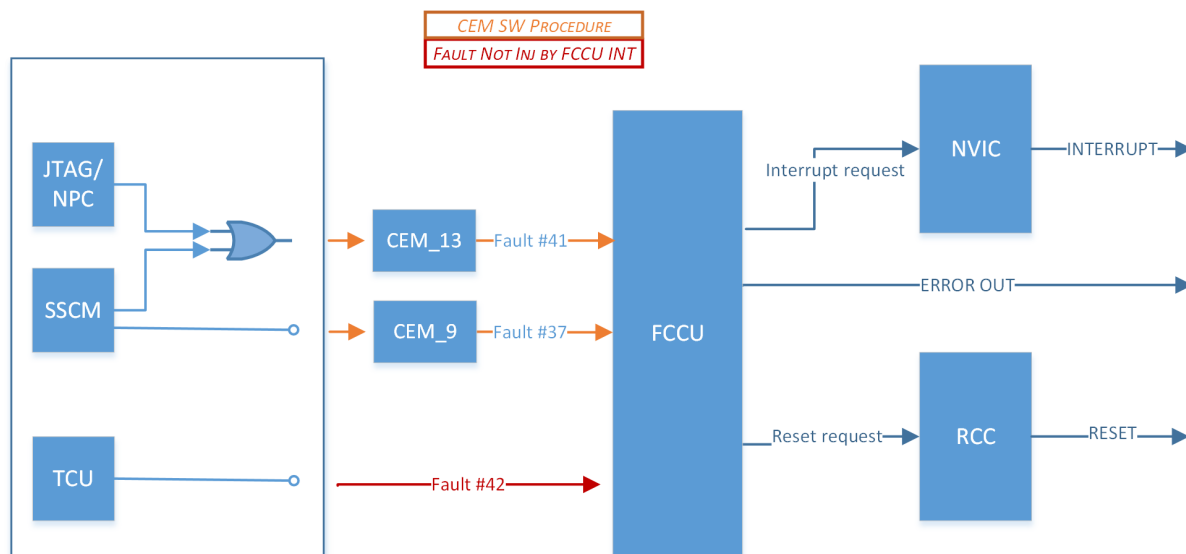 CEM SW PROCEDURE
FAULT NOT INJ BY FCCU INT
JTAG/
NPC
SSCM
TCU
CEM_13
Fault #41
CEM_9
Fault #37
Fault #42
FCCU
Interrupt request
NVIC
INTERRUPT
ERROR OUT
Reset request
RCC
RESET